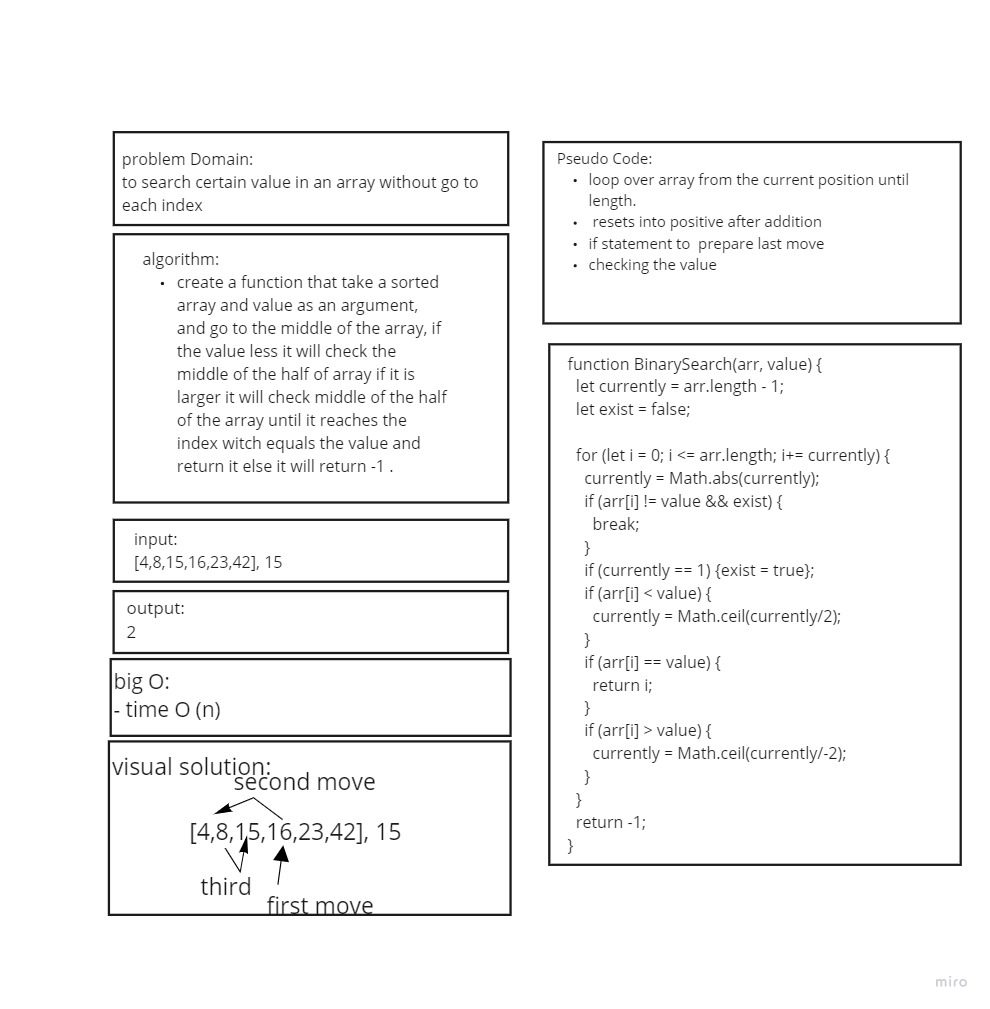 problem Domain:
to search certain value in an array without go to
each index
algorithm:
• create a function that take a sorted
array and value as an argument,
and go to the middle of the array, if
the value less it will check the
middle of the half of array if it is
larger it will check middle of the half
of the array until it reaches the
index witch equals the value and
return it else it will return -1 .
input:
[4,8,15,16,23,42], 15
output:
2
big O:
- time O (n)
visual solution:
second move
[4,8,15,16,23,42], 15
third
first move
Pseudo Code:
• loop over array from the current position until
length.
• resets into positive after addition
• if statement to  prepare last move
• checking the value
function BinarySearch(arr, value) {
let currently = arr.length - 1;
let exist = false;
for (let i = 0; i <= arr.length; i+= currently) {
currently = Math.abs(currently);
if (arr[i] != value && exist) {
break;
}
if (currently == 1) {exist = true};
if (arr[i] < value) {
currently = Math.ceil(currently/2);
}
if (arr[i] == value) {
return i;
}
if (arr[i] > value) {
currently = Math.ceil(currently/-2);
}
}
return -1;
}
miro